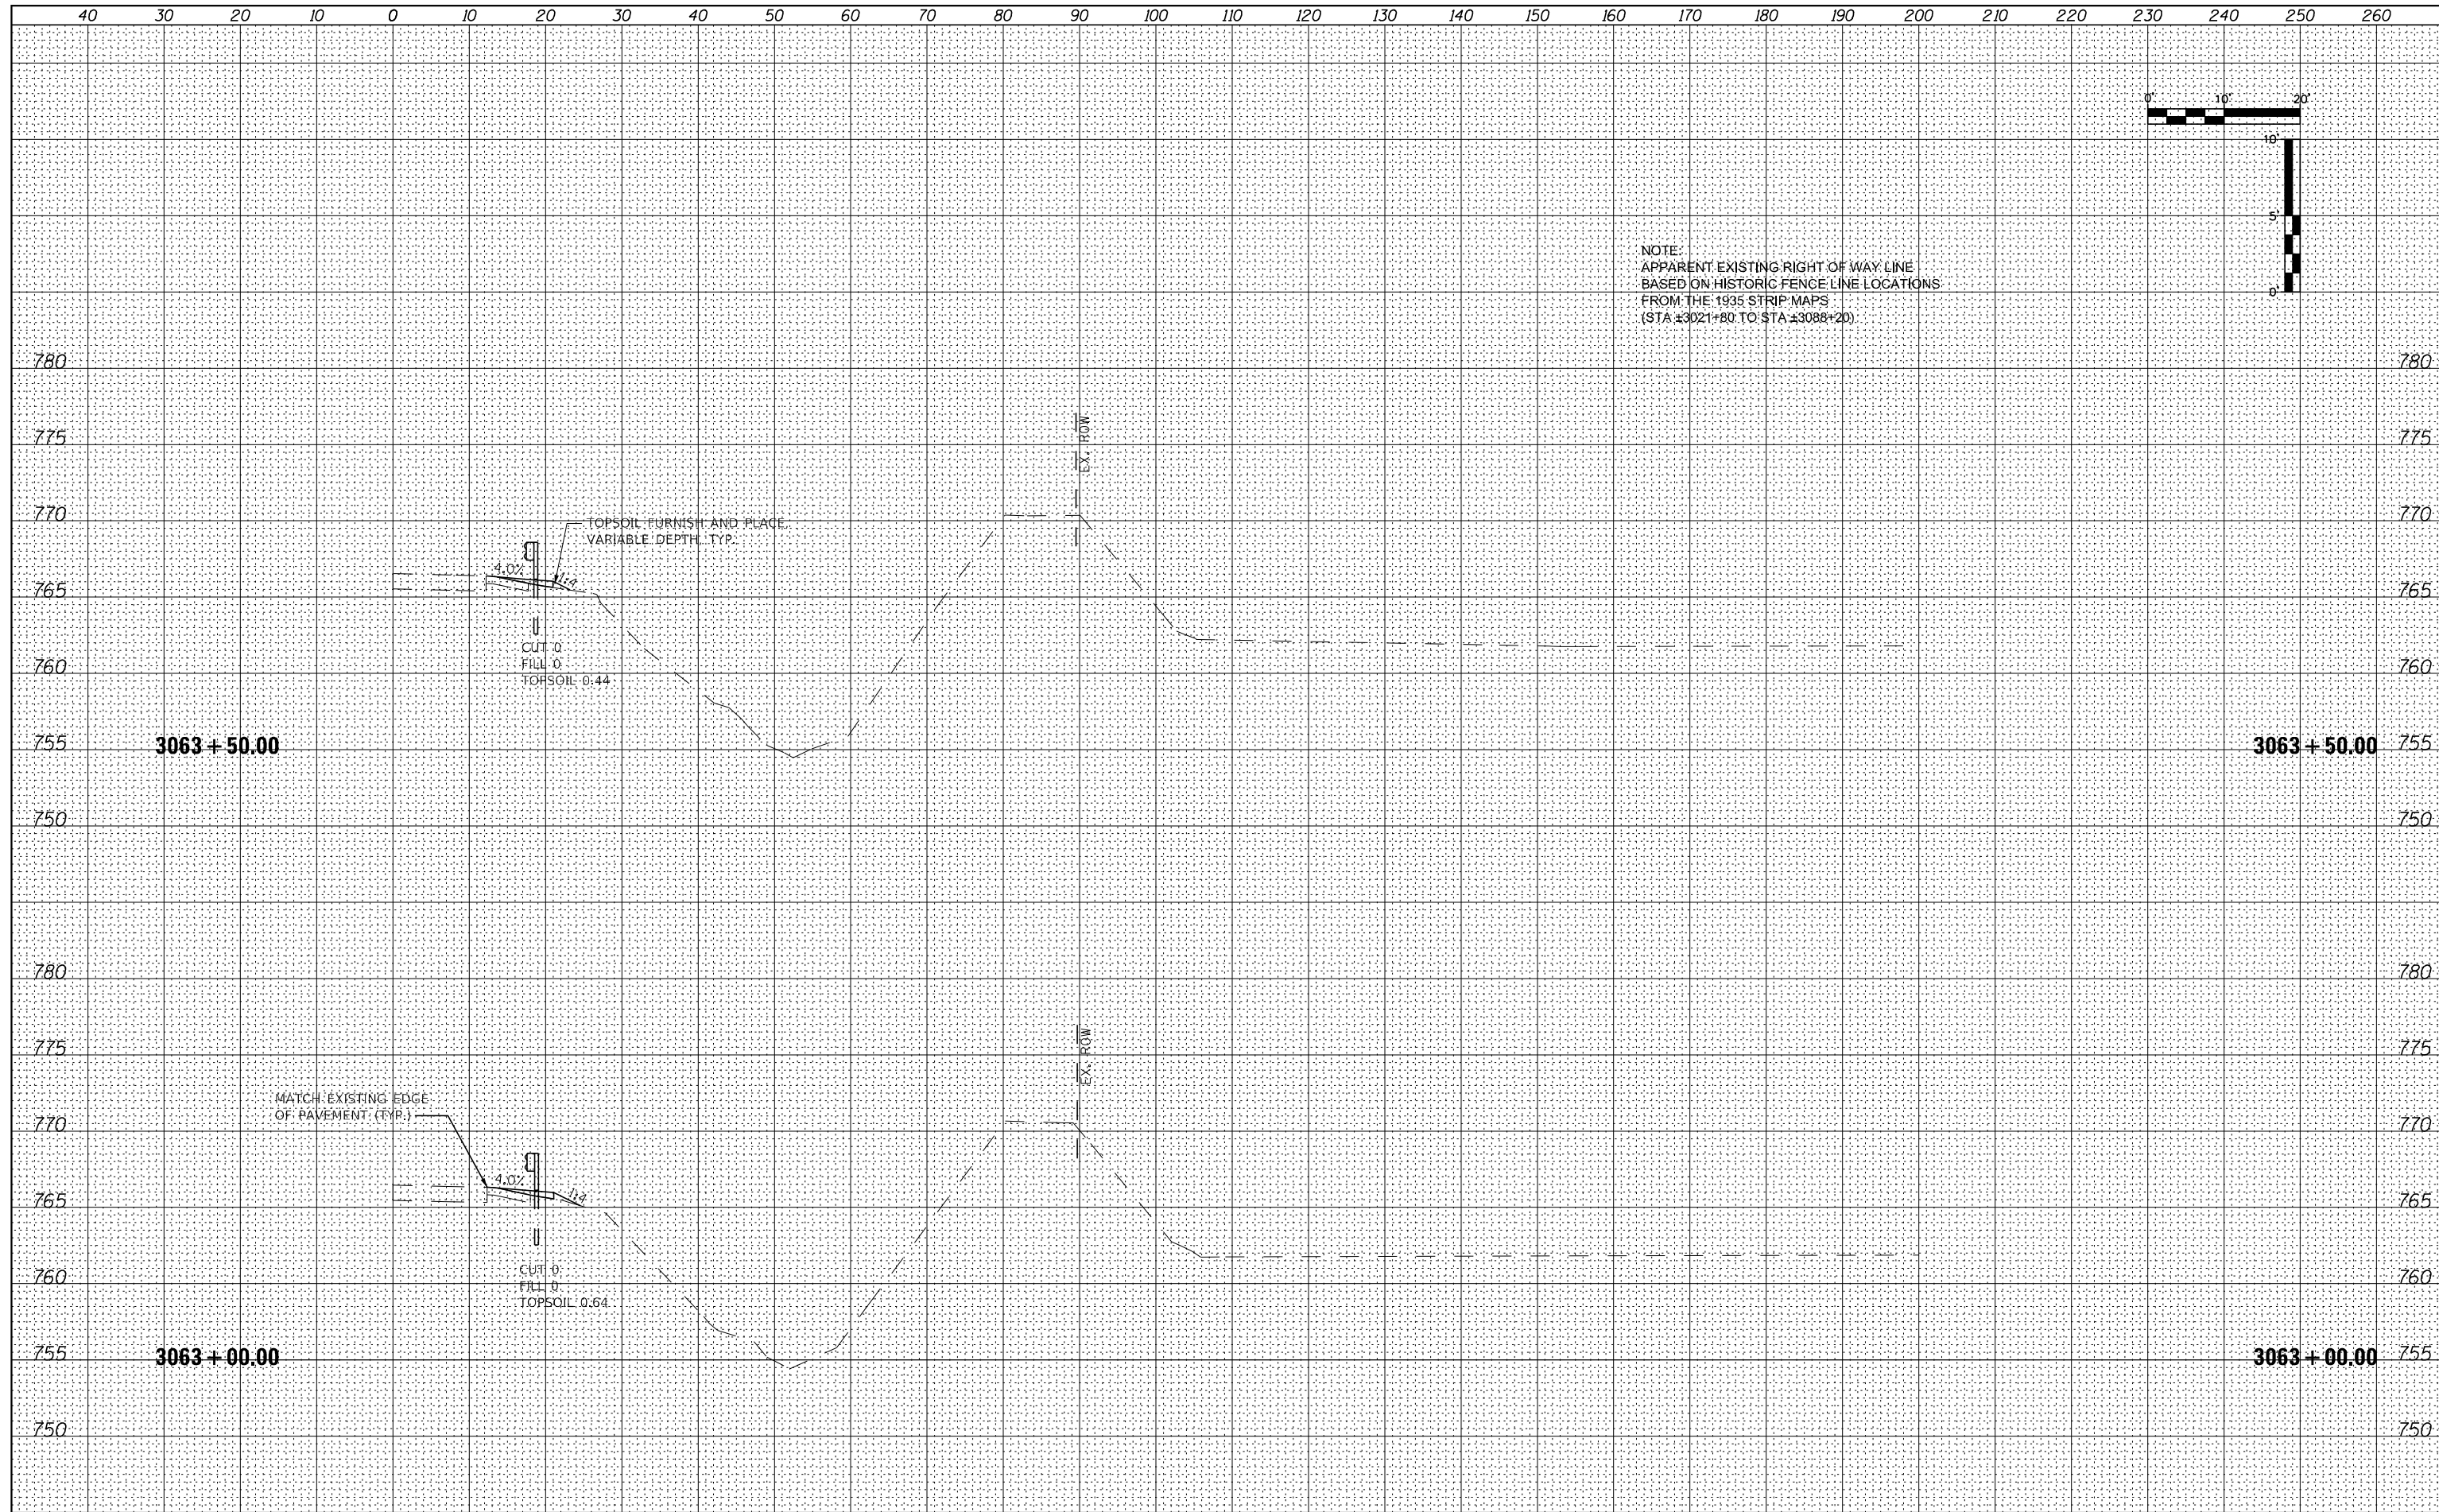 40 30 20 10 0 10 20 30 40 50 60 70 80 90 100 110 120 130 140 150 160 170 180 190 200 210 220 230 240 250 260
0' 10' 20'
10'
5'
0'
NOTE:
APPARENT EXISTING RIGHT OF WAY LINE
BASED ON HISTORIC FENCE LINE LOCATIONS
FROM THE 1935 STRIP MAPS
(STA ±3021+80 TO STA ±3088+20)
780 780
775 775
EX. ROW
770 770
TOPSOIL FURNISH AND PLACE,
VARIABLE DEPTH, TYP.
4.0% 1:4
765 765
CUT 0
FILL 0
TOPSOIL 0.44
760 760
755 3063+50.00 3063+50.00 755
750 750
780 780
775 775
EX. ROW
MATCH EXISTING EDGE
OF PAVEMENT (TYP.)
770 770
4.0% 1:4
765 765
CUT 0
FILL 0
TOPSOIL 0.64
760 760
755 3063+00.00 3063+00.00 755
750 750